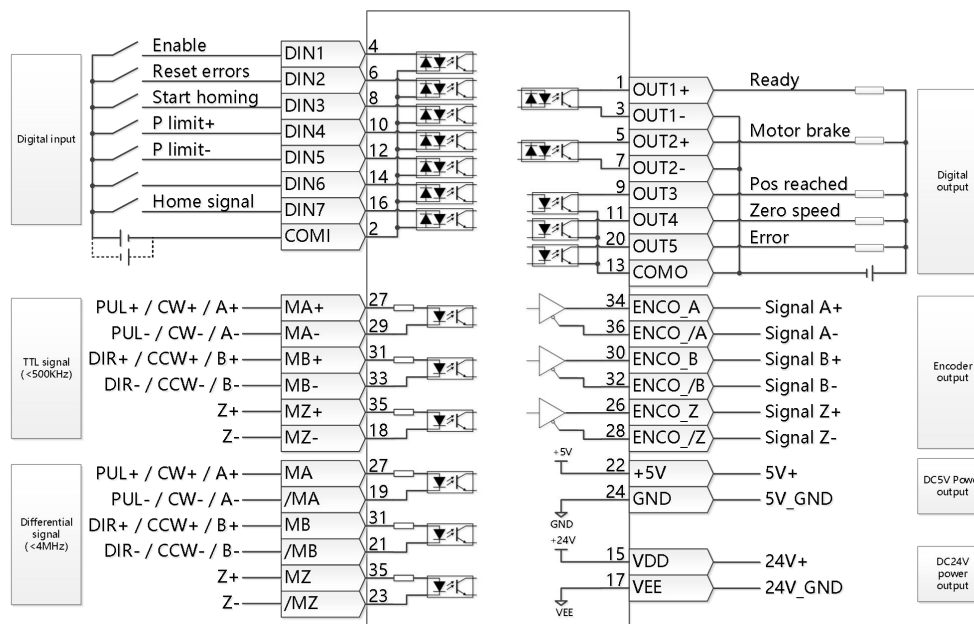 Digital input
Enable DIN1 4
Reset errors DIN2 6
Start homing DIN3 8
P limit+ DIN4 10
P limit- DIN5 12
DIN6 14
Home signal DIN7 16
COMI 2
TTL signal
(<500KHz)
PUL+ / CW+ / A+ MA+ 27
PUL- / CW- / A- MA- 29
DIR+ / CCW+ / B+ MB+ 31
DIR- / CCW- / B- MB- 33
Z+ MZ+ 35
Z- MZ- 18
Differential
signal
(<4MHz)
PUL+ / CW+ / A+ MA 27
PUL- / CW- / A- /MA 19
DIR+ / CCW+ / B+ MB 31
DIR- / CCW- / B- /MB 21
Z+ MZ 35
Z- /MZ 23
1 OUT1+ Ready
3 OUT1-
5 OUT2+ Motor brake
7 OUT2-
9 OUT3 Pos reached
11 OUT4 Zero speed
20 OUT5 Error
13 COMO
Digital
output
34 ENCO_A Signal A+
36 ENCO_/A Signal A-
30 ENCO_B Signal B+
32 ENCO_/B Signal B-
26 ENCO_Z Signal Z+
28 ENCO_/Z Signal Z-
Encoder
output
+5V
22 +5V 5V+
24 GND 5V_GND
GND
DC5V Power
output
+24V
15 VDD 24V+
17 VEE 24V_GND
VEE
DC24V
power
output